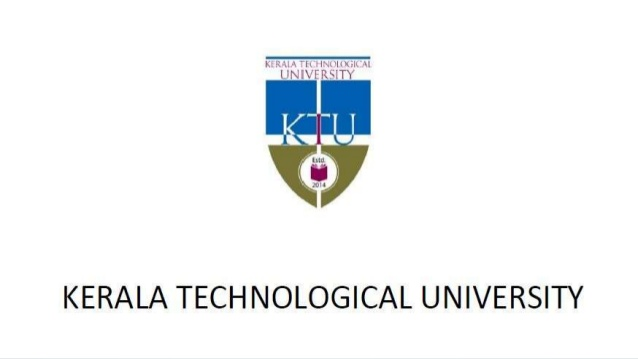 KERALA TECHNOLOGICAL
UNIVERSITY
KTU
Estd.
2014
KERALA TECHNOLOGICAL UNIVERSITY